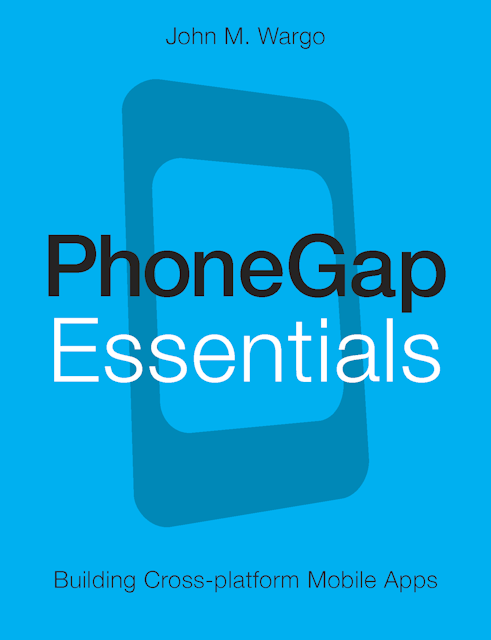 John M. Wargo
PhoneGap
Essentials
Building Cross-platform Mobile Apps